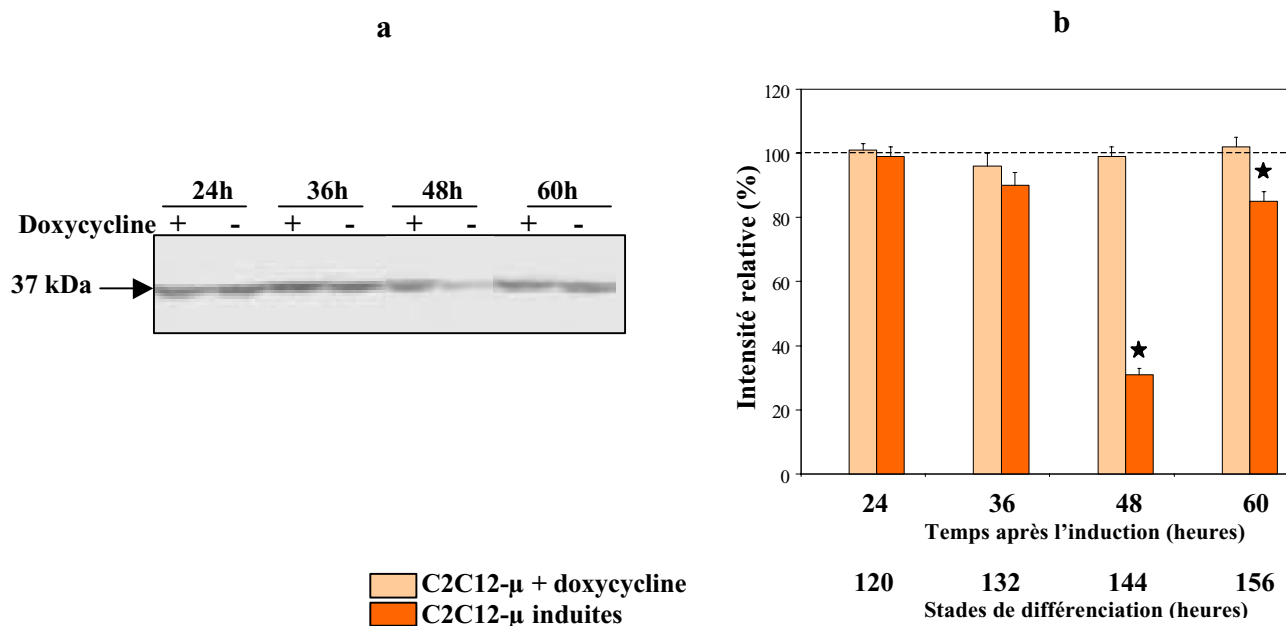 a
24h 36h 48h 60h
Doxycycline + - + - + - + -
37 kDa
b
120
100
80
60
40
20
0
Intensité relative (%)
24 36 48 60
Temps après l’induction (heures)
120 132 144 156
Stades de différenciation (heures)
C2C12-µ + doxycycline
C2C12-µ induites